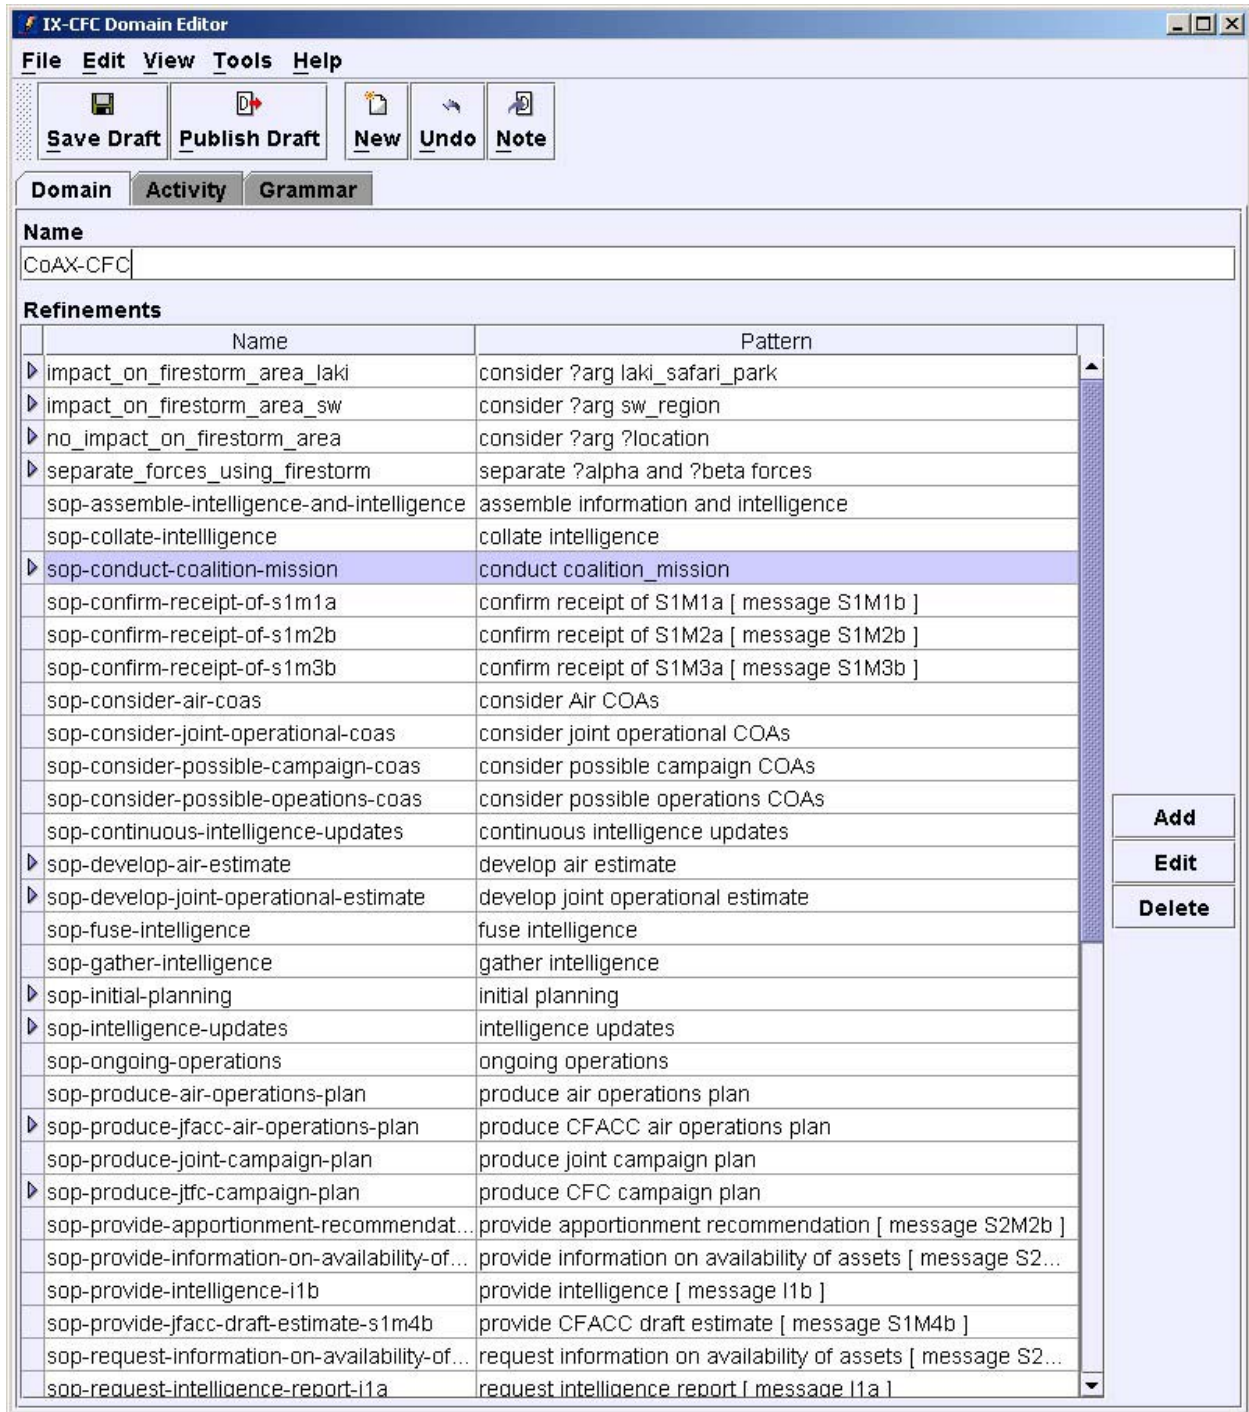 IX-CFC Domain Editor
File Edit View Tools Help
Save Draft Publish Draft New Undo Note
Domain Activity Grammar
Name
CoAX-CFC
Refinements
Name Pattern
impact_on_firestorm_area_laki consider ?arg laki_safari_park
impact_on_firestorm_area_sw consider ?arg sw_region
no_impact_on_firestorm_area consider ?arg ?location
separate_forces_using_firestorm separate ?alpha and ?beta forces
sop-assemble-intelligence-and-intelligence assemble information and intelligence
sop-collate-intellligence collate intelligence
sop-conduct-coalition-mission conduct coalition_mission
sop-confirm-receipt-of-s1m1a confirm receipt of S1M1a [ message S1M1b ]
sop-confirm-receipt-of-s1m2b confirm receipt of S1M2a [ message S1M2b ]
sop-confirm-receipt-of-s1m3b confirm receipt of S1M3a [ message S1M3b ]
sop-consider-air-coas consider Air COAs
sop-consider-joint-operational-coas consider joint operational COAs
sop-consider-possible-campaign-coas consider possible campaign COAs
sop-consider-possible-opeations-coas consider possible operations COAs
sop-continuous-intelligence-updates continuous intelligence updates
Add
sop-develop-air-estimate develop air estimate
Edit
sop-develop-joint-operational-estimate develop joint operational estimate
Delete
sop-fuse-intelligence fuse intelligence
sop-gather-intelligence gather intelligence
sop-initial-planning initial planning
sop-intelligence-updates intelligence updates
sop-ongoing-operations ongoing operations
sop-produce-air-operations-plan produce air operations plan
sop-produce-jfacc-air-operations-plan produce CFACC air operations plan
sop-produce-joint-campaign-plan produce joint campaign plan
sop-produce-jtfc-campaign-plan produce CFC campaign plan
sop-provide-apportionment-recommendat... provide apportionment recommendation [ message S2M2b ]
sop-provide-information-on-availability-of... provide information on availability of assets [ message S2...
sop-provide-intelligence-i1b provide intelligence [ message I1b ]
sop-provide-jfacc-draft-estimate-s1m4b provide CFACC draft estimate [ message S1M4b ]
sop-request-information-on-availability-of... request information on availability of assets [ message S2...
sop-request-intelligence-report-i1a request intelligence report [ message I1a ]